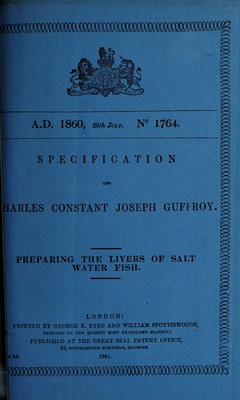 A.D. 1860, 20th JULY. Nº 1764.
SPECIFICATION
OF
HARLES CONSTANT JOSEPH GUFFROY.
PREPARING THE LIVERS OF SALT
WATER FISH.
LONDON:
PRINTED BY GEORGE E. EYRE AND WILLIAM SPOTTISWOODE,
PRINTERS TO THE QUEEN'S MOST EXCELLENT MAJESTY:
PUBLISHED AT THE GREAT SEAL PATENT OFFICE,
25, SOUTHAMPTON BUILDINGS, HOLBORN.
1861.